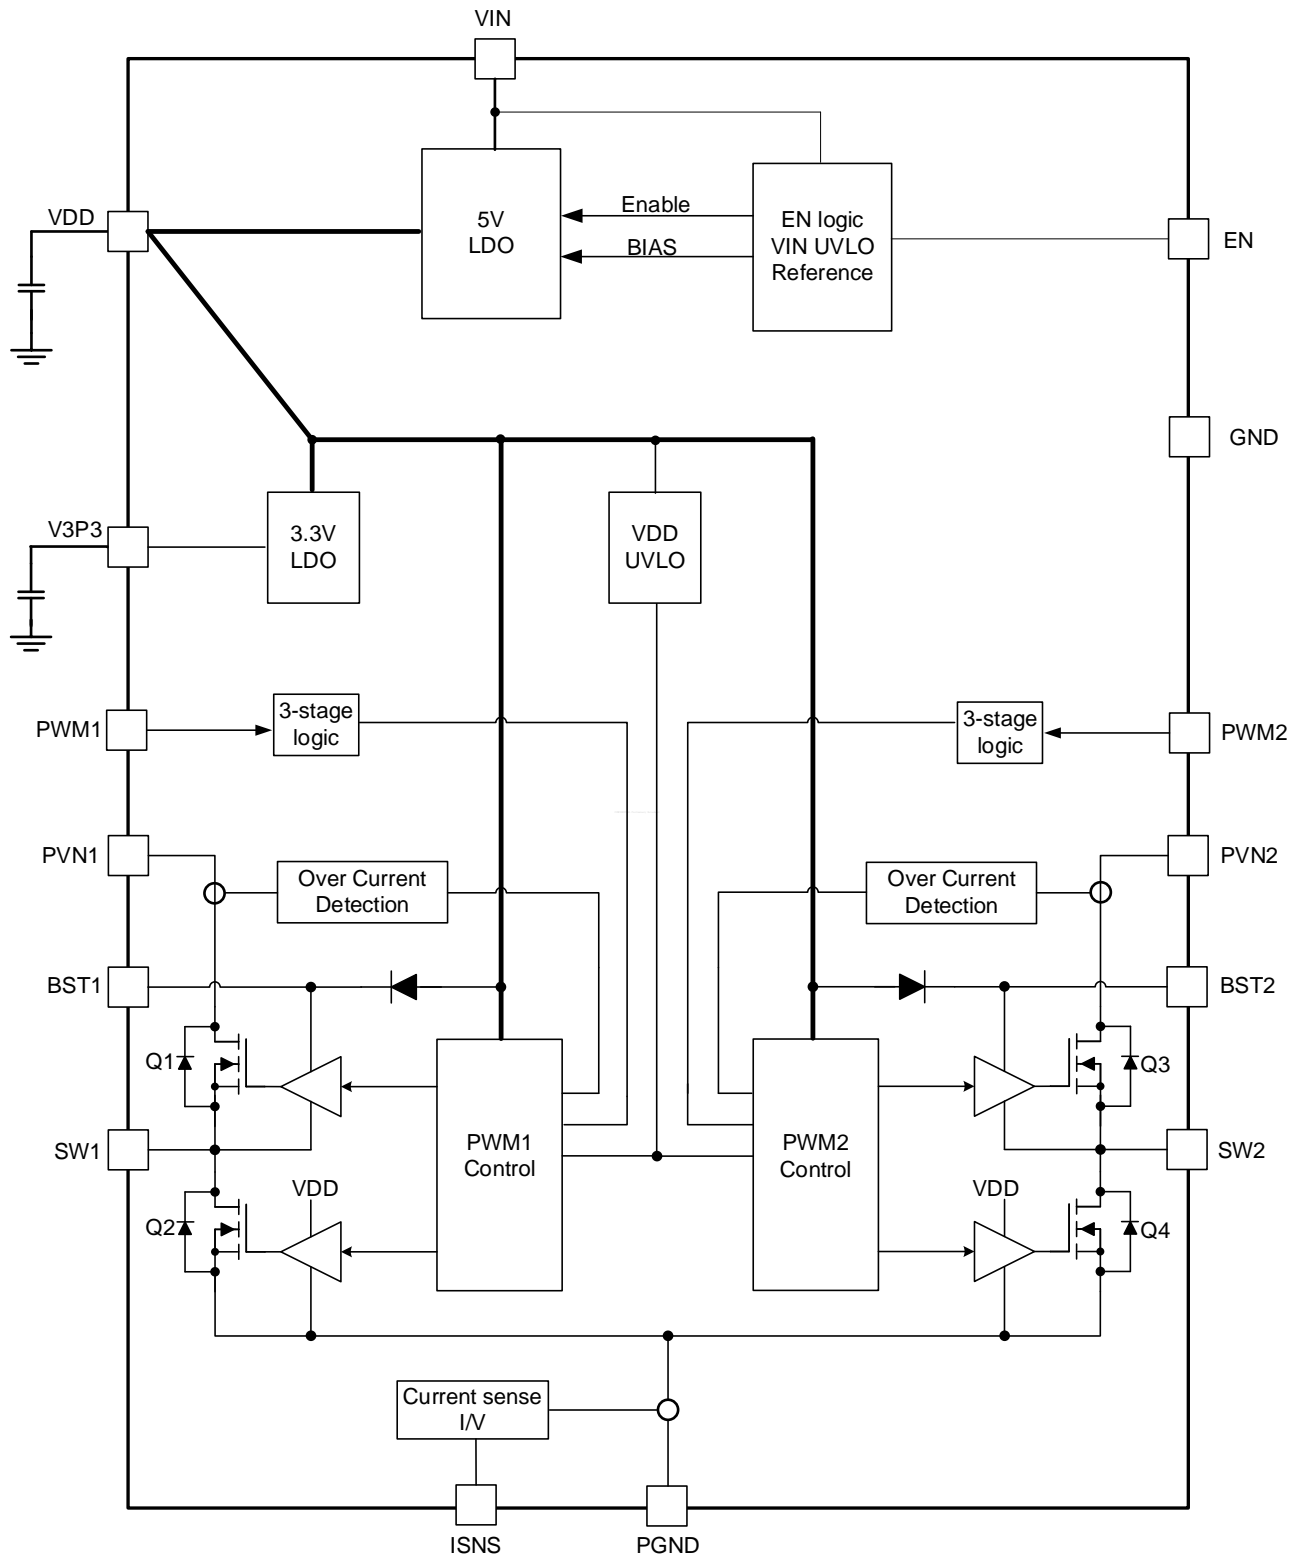 VIN
VDD
5V
LDO
Enable
BIAS
EN logic
VIN UVLO
Reference
EN
GND
V3P3
3.3V
LDO
VDD
UVLO
PWM1
3-stage
logic
3-stage
logic
PWM2
PVN1
Over Current
Detection
Over Current
Detection
PVN2
BST1
BST2
Q1
Q3
SW1
PWM1
Control
PWM2
Control
SW2
VDD
VDD
Q2
Q4
Current sense
I/V
ISNS
PGND